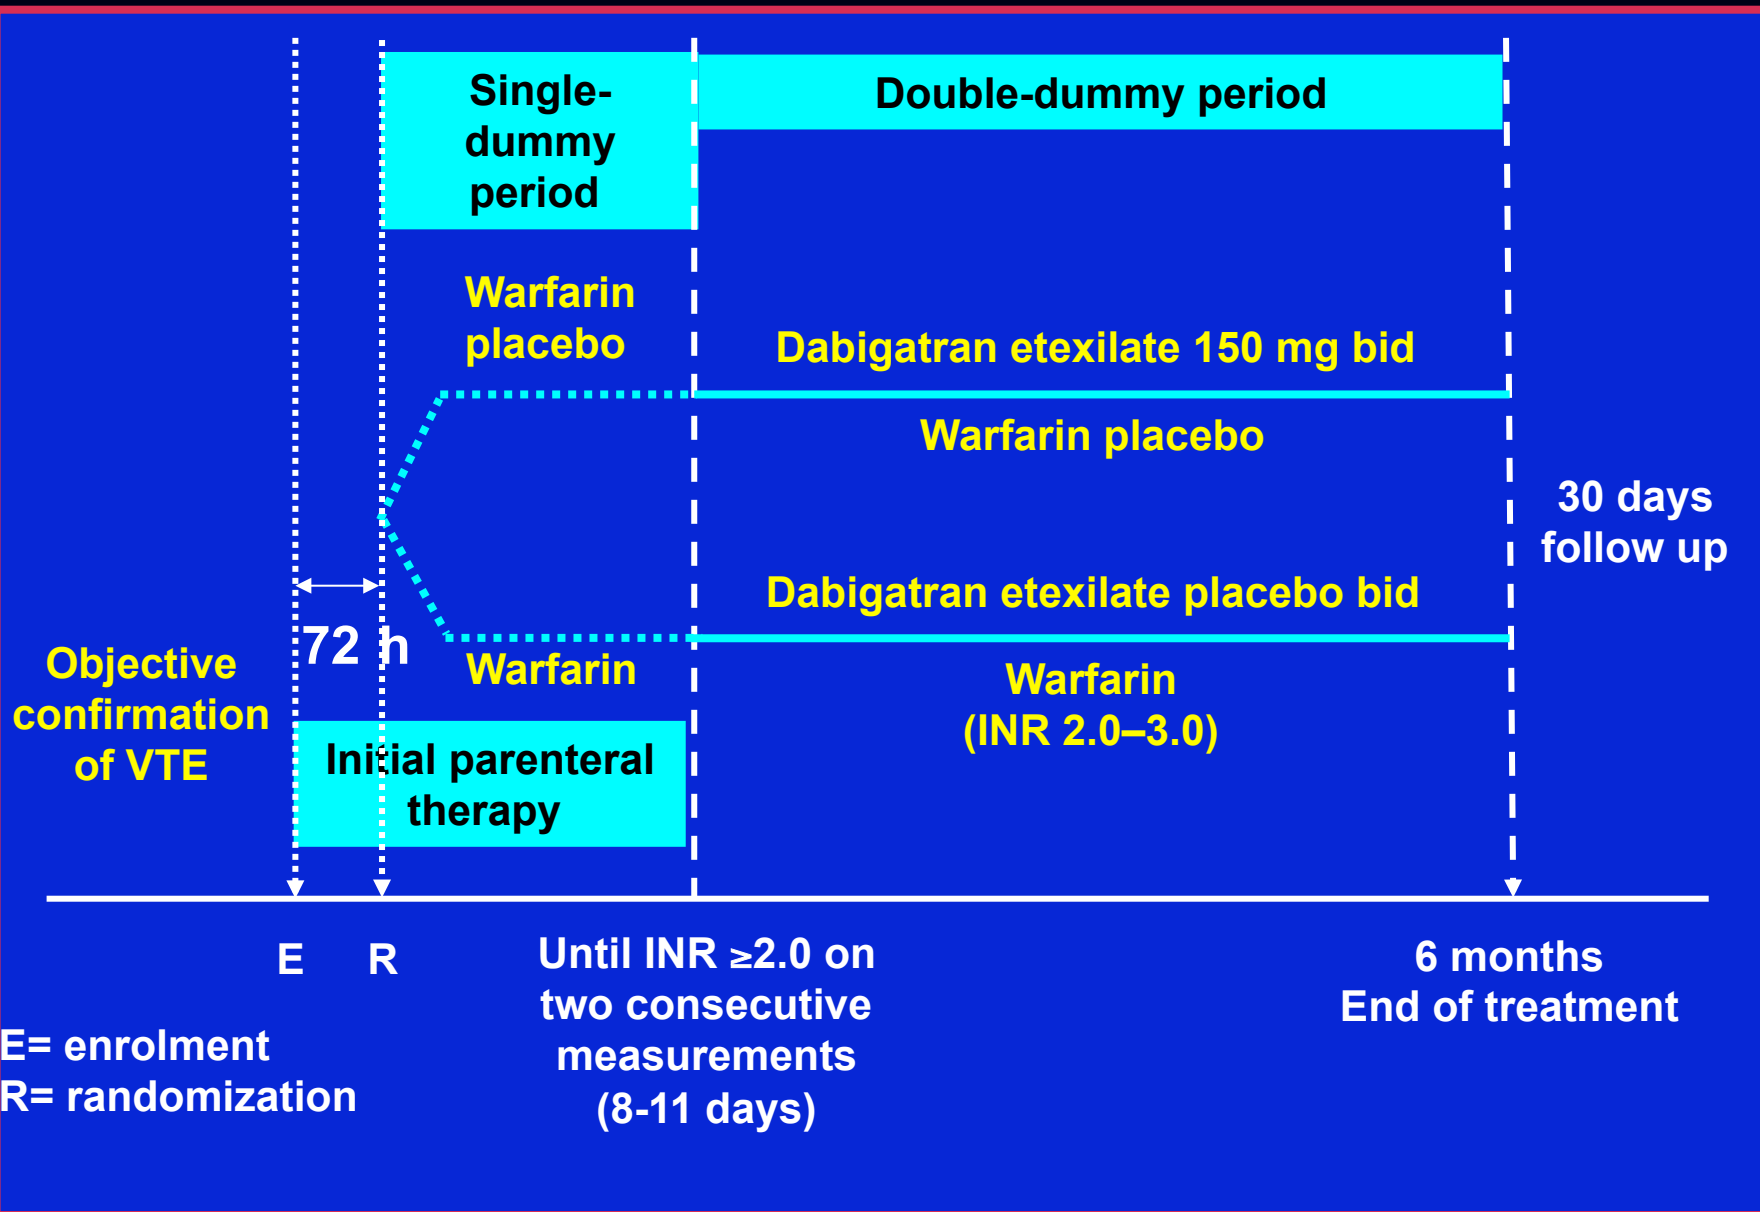 Single-
dummy
period
Double-dummy period
Warfarin
placebo
Dabigatran etexilate 150 mg bid
Warfarin placebo
30 days
follow up
Dabigatran etexilate placebo bid
72 h
Warfarin
Warfarin
(INR 2.0–3.0)
Objective
confirmation
of VTE
Initial parenteral
therapy
E
R
Until INR ≥2.0 on
two consecutive
measurements
(8-11 days)
6 months
End of treatment
E= enrolment
R= randomization